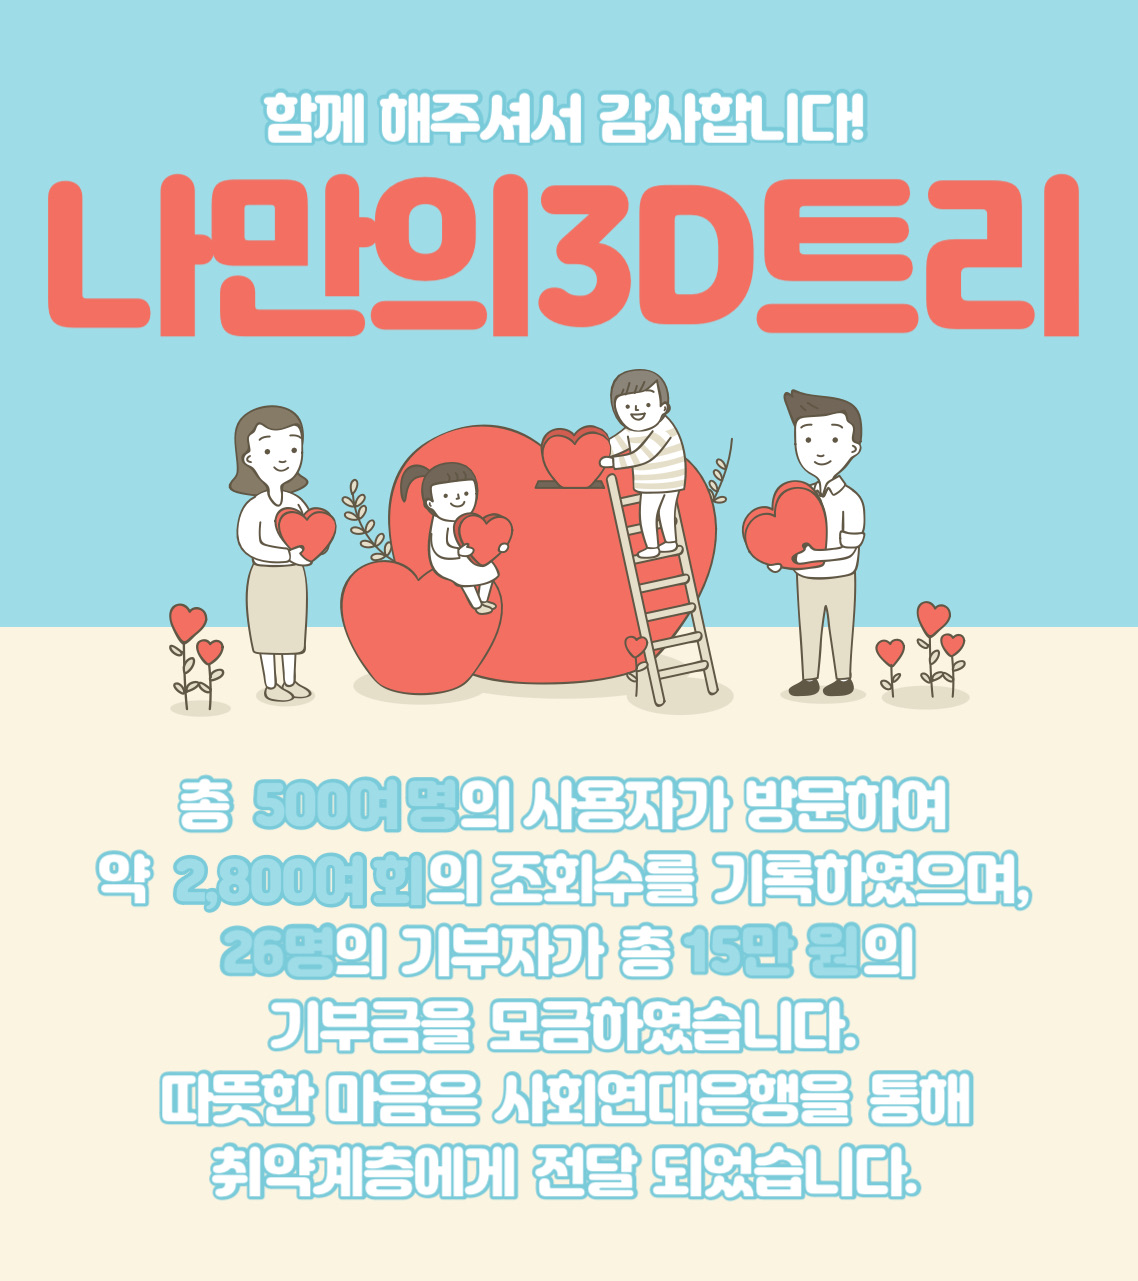 함께 해주셔서 감사합니다!
나만의3D트리
총 500여 명의 사용자가 방문하여
약 2,800여 회의 조회수를 기록하였으며,
26명의 기부자가 총 15만 원의
기부금을 모금하였습니다.
따뜻한 마음은 사회연대은행을 통해
취약계층에게 전달 되었습니다.